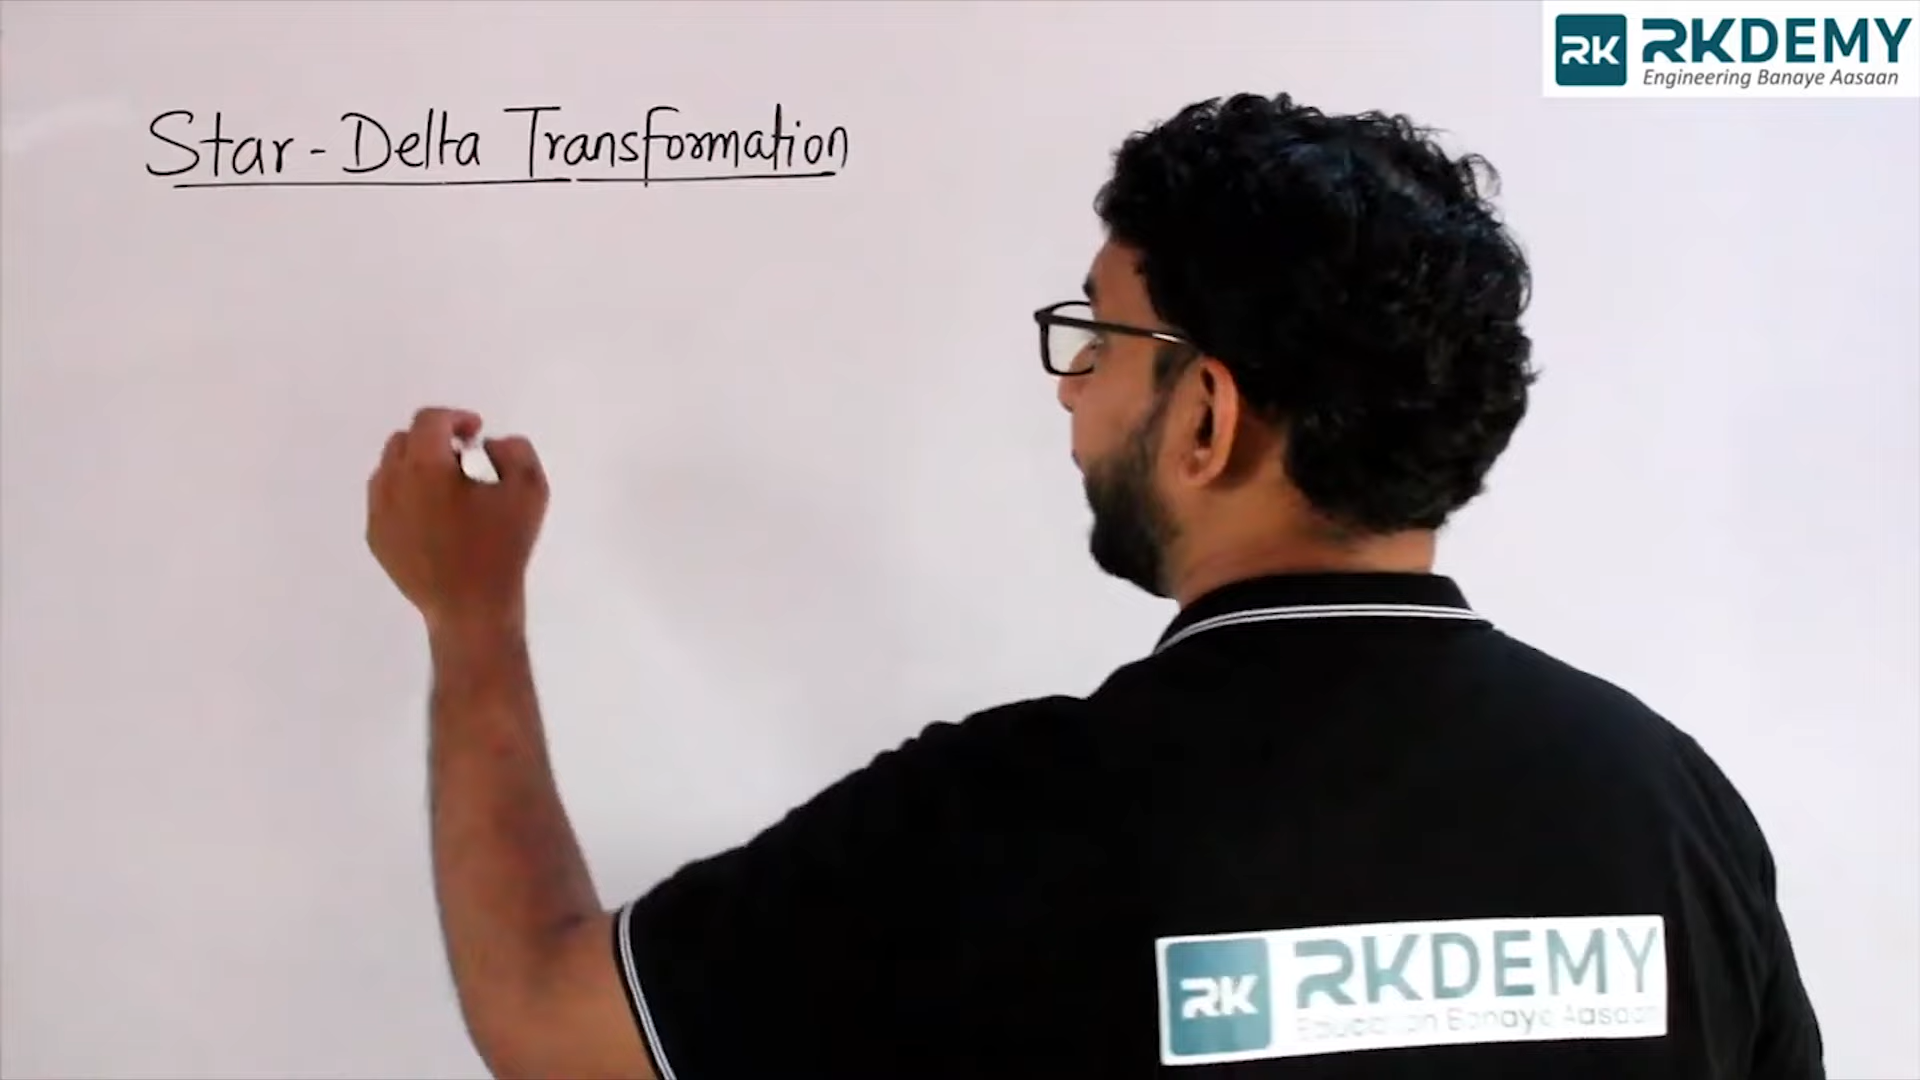 RK RKDEMY
Engineering Banaye Aasaan
Star-Delta Transformation
RK RKDEMY
Education Banaye Aasaan